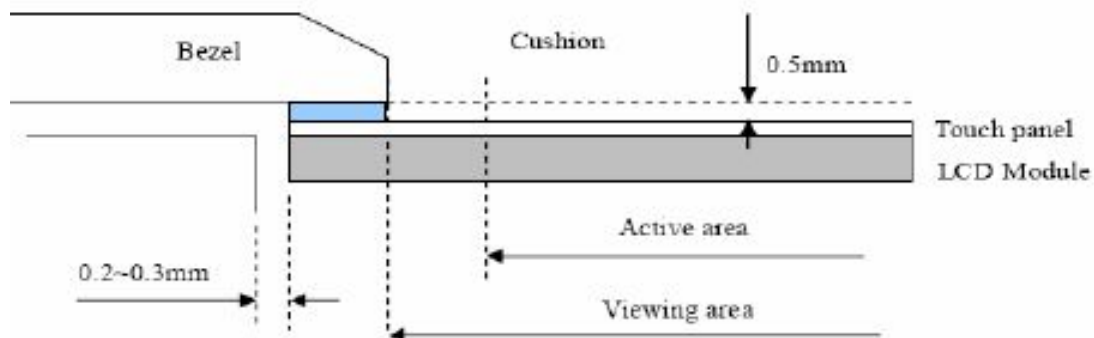 Cushion
Bezel
0.5mm
Touch panel
LCD Module
Active area
0.2~0.3mm
Viewing area